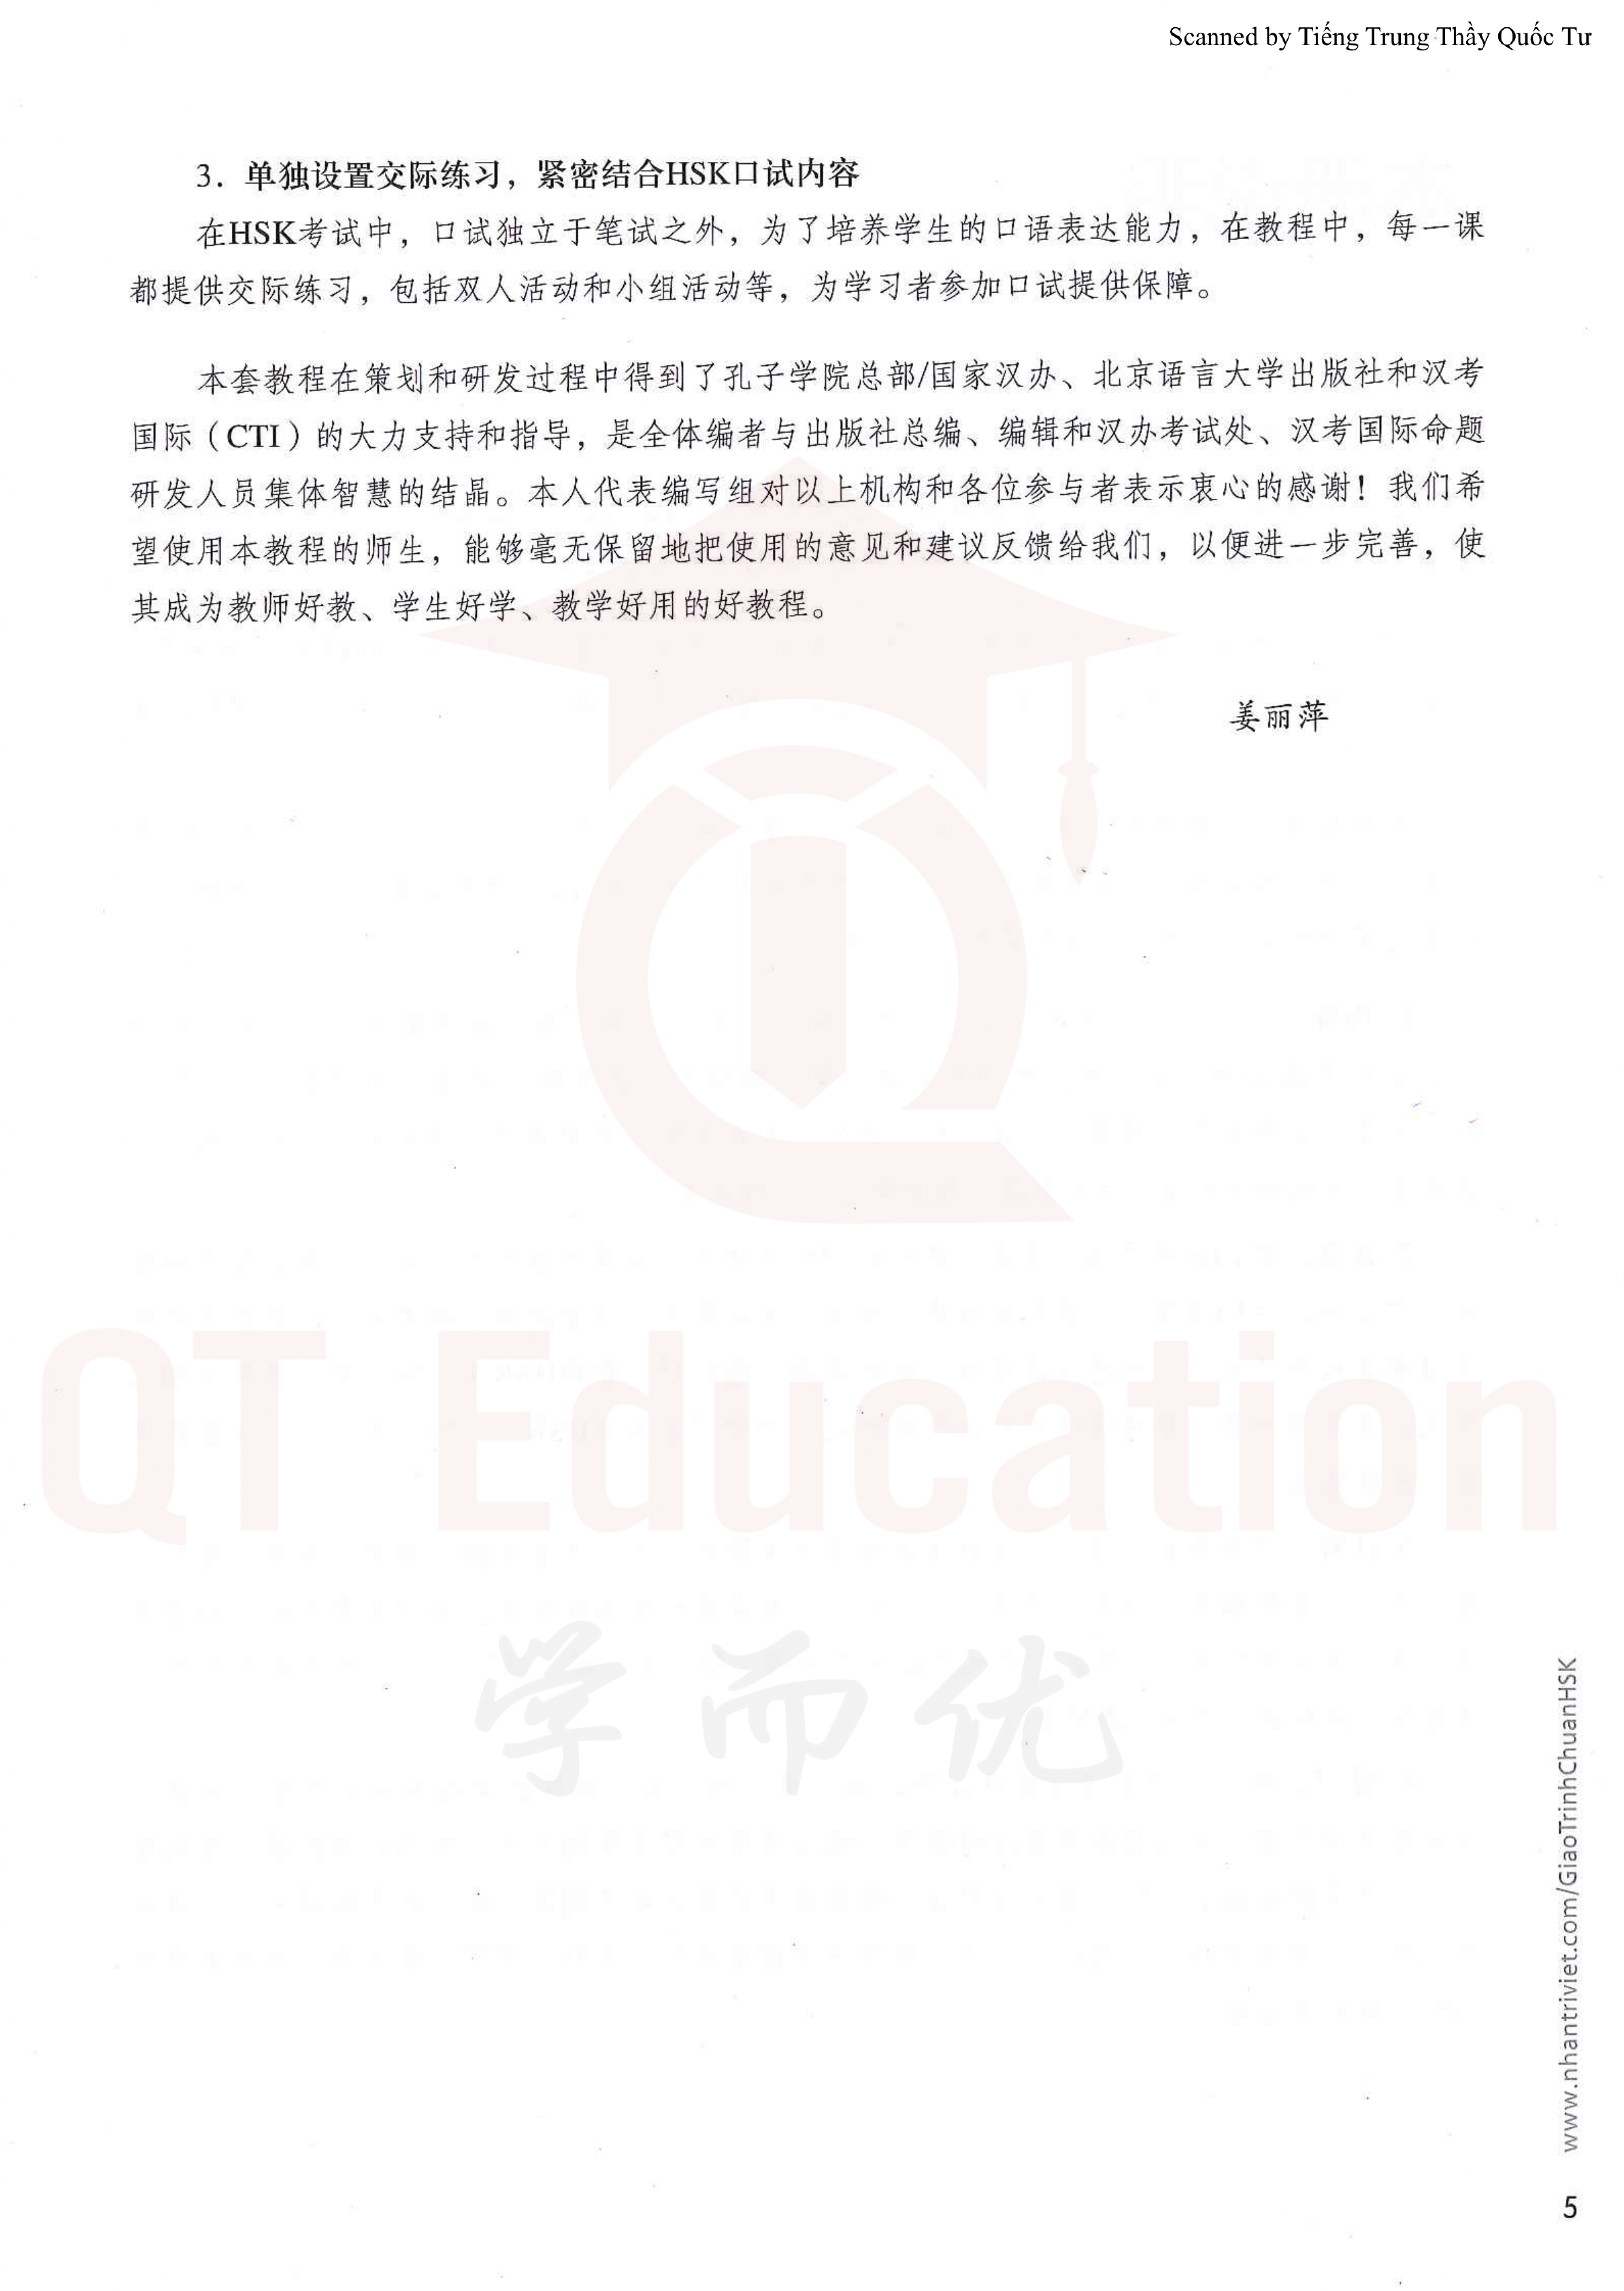 Scanned by Tiếng Trung Thầy Quốc Tư
3. 单独设置交际练习，紧密结合HSK口试内容
在HSK考试中，口试独立于笔试之外，为了培养学生的口语表达能力，在教程中，每一课
都提供交际练习，包括双人活动和小组活动等，为学习者参加口试提供保障。
本套教程在策划和研发过程中得到了孔子学院总部/国家汉办、北京语言大学出版社和汉考
国际（CTI）的大力支持和指导，是全体编者与出版社总编、编辑和汉办考试处、汉考国际命题
研发人员集体智慧的结晶。本人代表编写组对以上机构和各位参与者表示衷心的感谢！我们希
望使用本教程的师生，能够毫无保留地把使用的意见和建议反馈给我们，以便进一步完善，使
其成为教师好教、学生好学、教学好用的好教程。
姜丽萍
QT Education
学而优
www.nhantriviet.com/GiaoTrinhChuanHSK
5